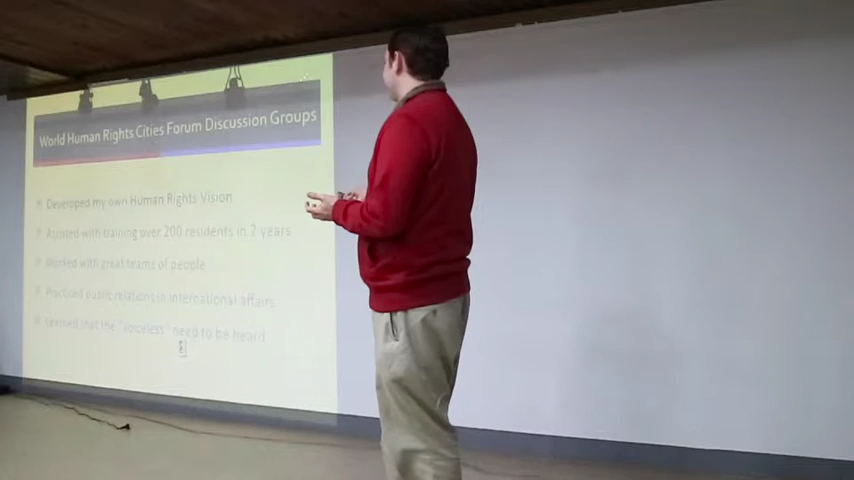 World Human Rights Cities Forum Discussion Groups
Developed my own Human Rights Vision
Assisted with training over 200 residents in 2 years
Worked with great teams of people
Practiced public relations in international affairs
Learned that the "voiceless" need to be heard